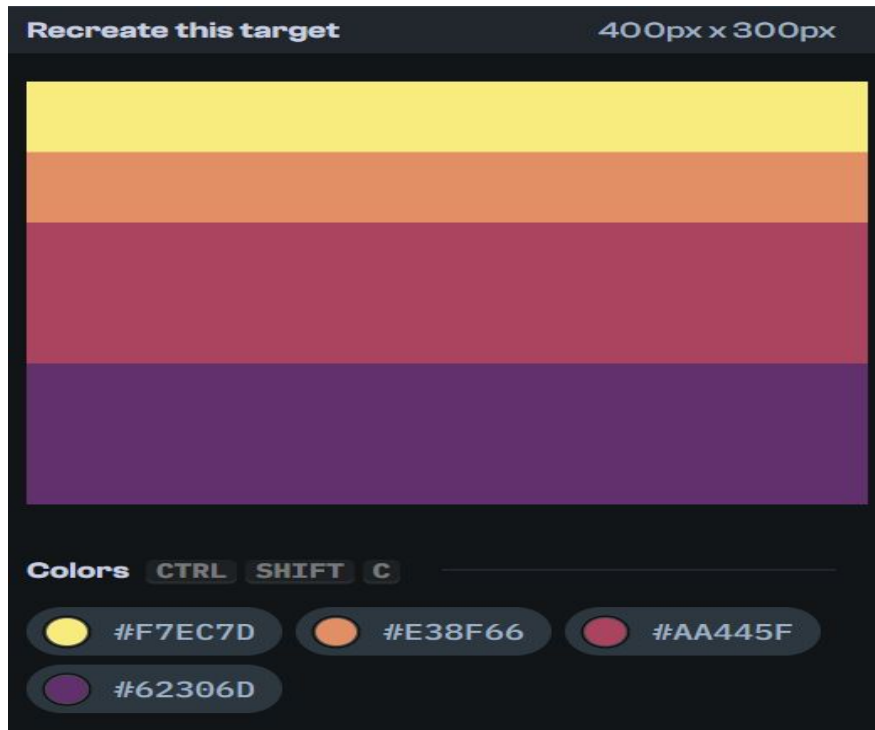 Recreate this target 400px x 300px
Colors CTRL SHIFT C
#F7EC7D #E38F66 #AA445F
#62306D